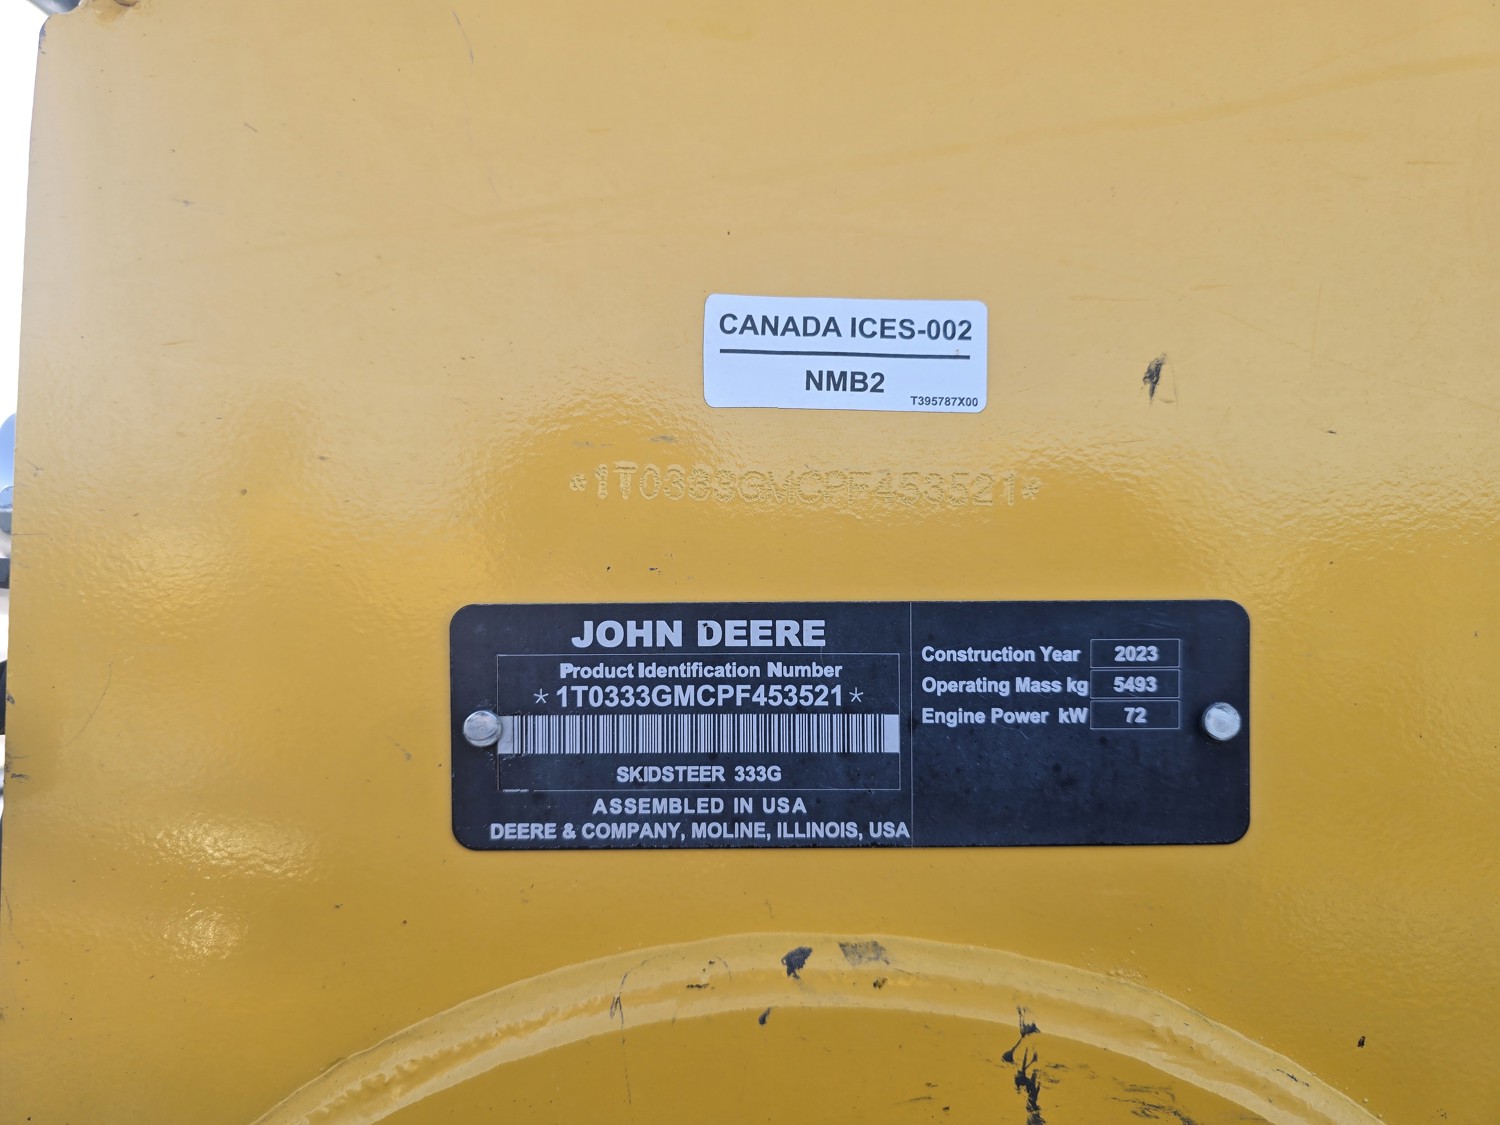 CANADA ICES-002
NMB2
T395787X00
*1T0333GMCPF453521*
JOHN DEERE
Product Identification Number
*1T0333GMCPF453521*
SKIDSTEER 333G
ASSEMBLED IN USA
DEERE & COMPANY, MOLINE, ILLINOIS, USA
Construction Year 2023
Operating Mass kg 5493
Engine Power kW 72